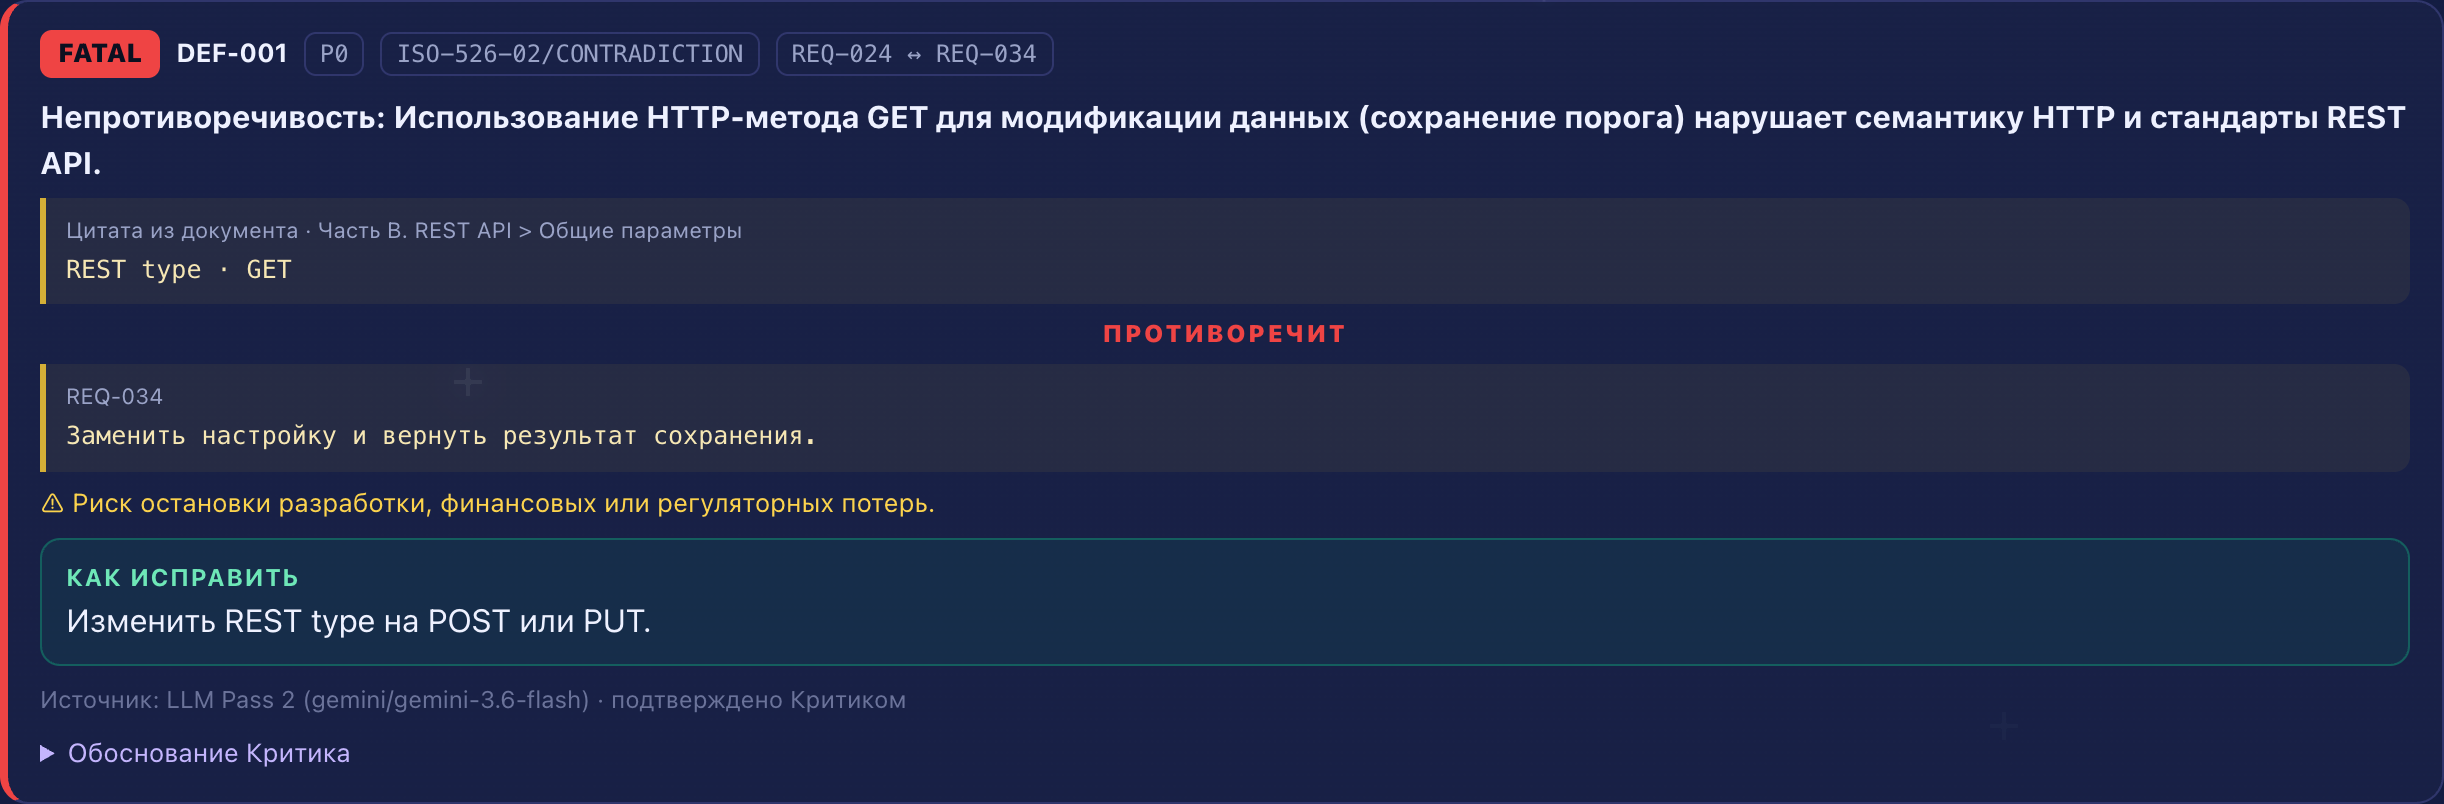 FATAL DEF-001 P0 ISO-526-02/CONTRADICTION REQ-024 ↔ REQ-034
Непротиворечивость: Использование HTTP-метода GET для модификации данных (сохранение порога) нарушает семантику HTTP и стандарты REST
API.
Цитата из документа · Часть B. REST API > Общие параметры
REST type · GET
ПРОТИВОРЕЧИТ
REQ-034
Заменить настройку и вернуть результат сохранения.
⚠ Риск остановки разработки, финансовых или регуляторных потерь.
КАК ИСПРАВИТЬ
Изменить REST type на POST или PUT.
Источник: LLM Pass 2 (gemini/gemini-3.6-flash) · подтверждено Критиком
▶ Обоснование Критика